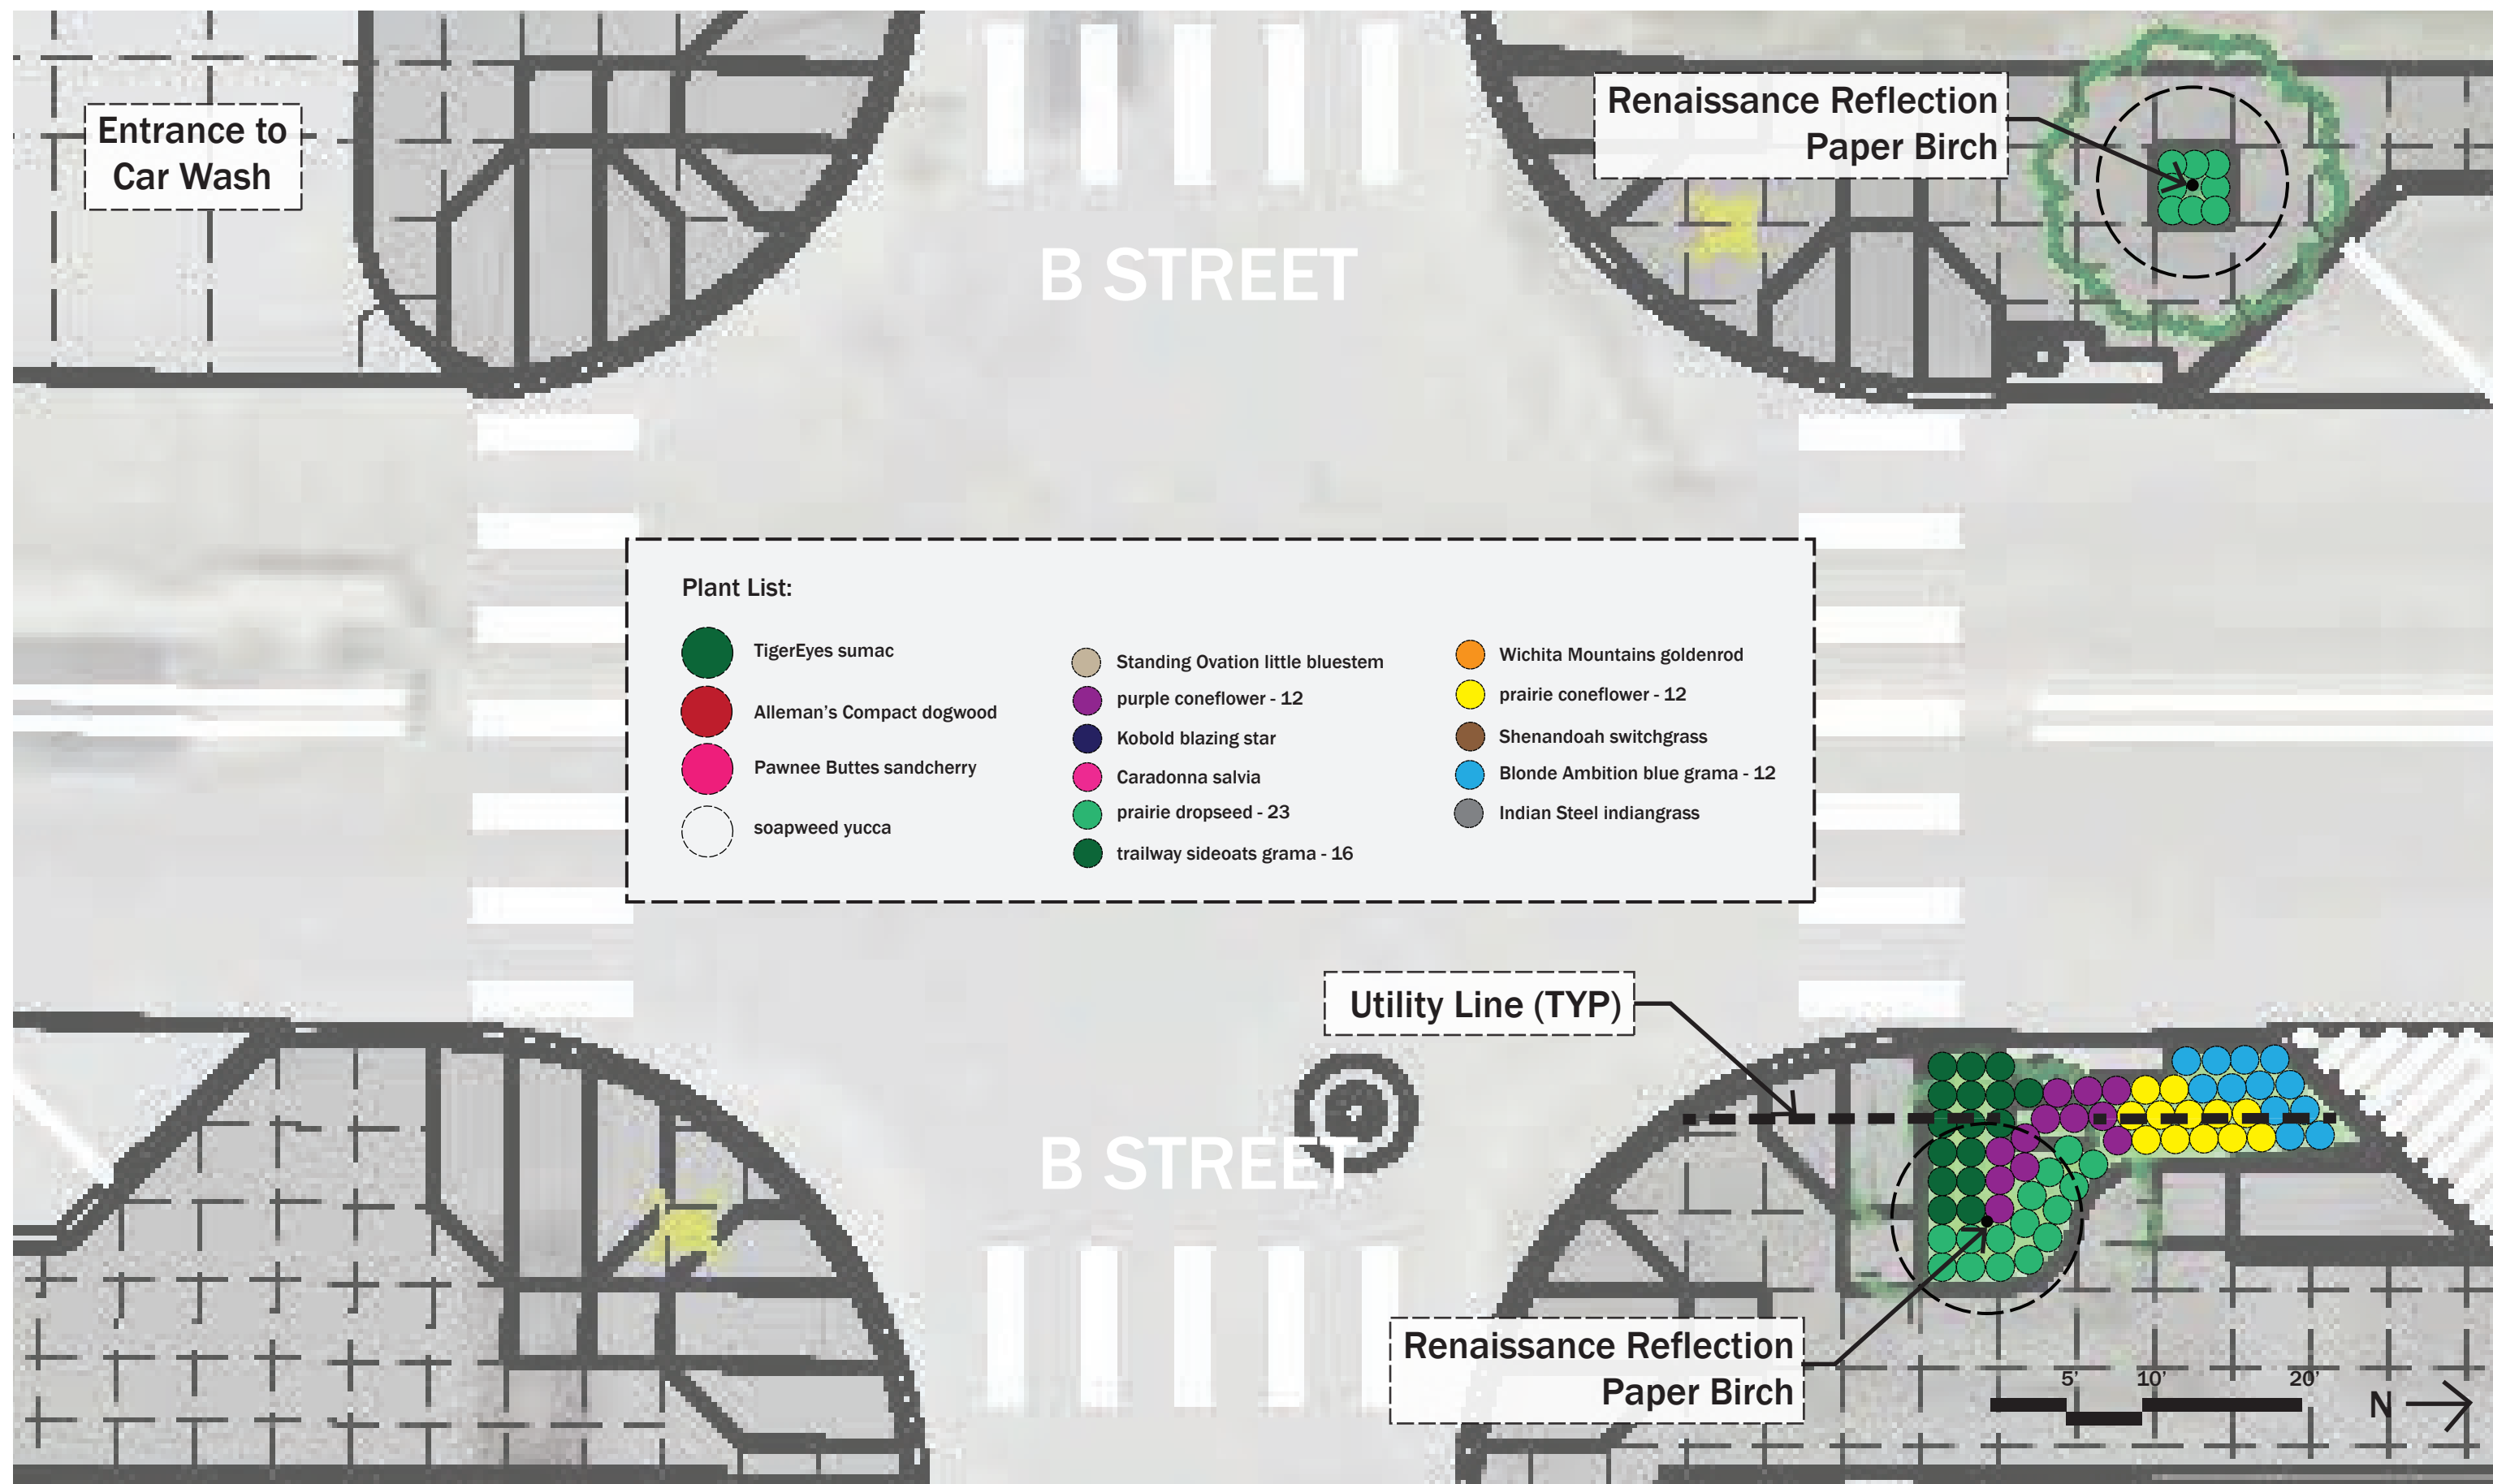 Entrance to
Car Wash
Renaissance Reflection
Paper Birch
B STREET
Plant List:
TigerEyes sumac
Alleman's Compact dogwood
Pawnee Buttes sandcherry
soapweed yucca
Standing Ovation little bluestem
purple coneflower - 12
Kobold blazing star
Caradonna salvia
prairie dropseed - 23
trailway sideoats grama - 16
Wichita Mountains goldenrod
prairie coneflower - 12
Shenandoah switchgrass
Blonde Ambition blue grama - 12
Indian Steel indiangrass
Utility Line (TYP)
B STREET
Renaissance Reflection
Paper Birch
5' 10' 20'
N